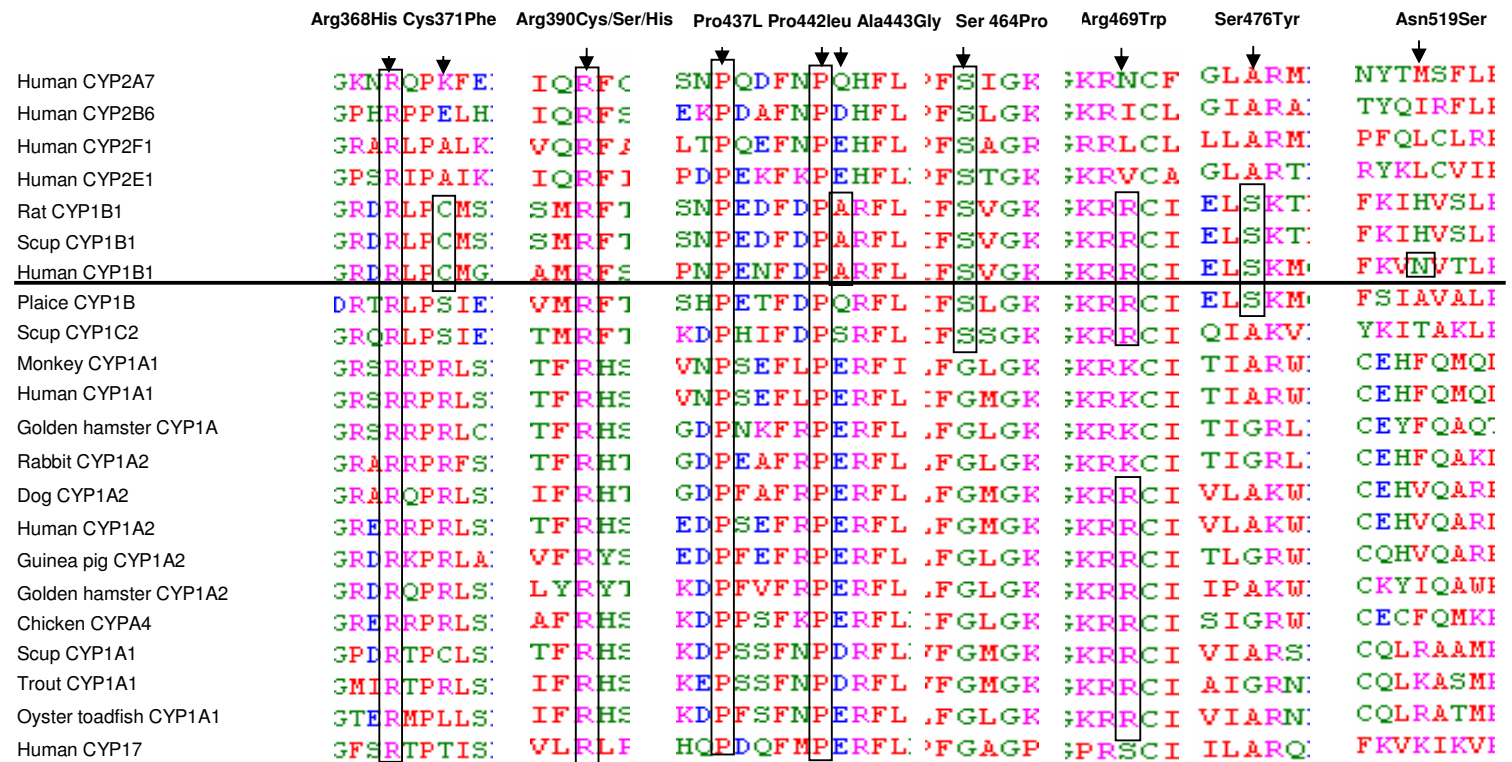 Arg368His Cys371Phe Arg390Cys/Ser/His Pro437L Pro442leu Ala443Gly Ser 464Pro Arg469Trp Ser476Tyr Asn519Ser
Human CYP2A7 GKNRQPKFE IQRFC SNPQDFNPQHFL FSIGK GKRNCF GLARM NYTMSFLF
Human CYP2B6 GPHRPPELH IQRFS EKPDAFNPDHFL FSLGK GKRICL GIARA TYQIRFLF
Human CYP2F1 GRARLPALK VQRFA LTPQEFNPEHFL FSAGR GRRLCL LLARM PFQLCLRF
Human CYP2E1 GPSRIPAIK IQRFI PDPEKFKPEHFL FSTGK GKRVCA GLART RYKLCVIF
Rat CYP1B1 GRDRLPCMS SMRFT SNPEDFDPARFL FSVGK GKRRCI ELSKT FKIHVSLF
Scup CYP1B1 GRDRLPCMS SMRFT SNPEDFDPARFL FSVGK GKRRCI ELSKT FKIHVSLF
Human CYP1B1 GRDRLPCMG AMRFS PNPENFDPARFL FSVGK GKRRCI ELSKM FKVNVTLF
Plaice CYP1B DRTRLPSIE VMRFT SHPETFDPQRFL FSLGK GKRRCI ELSKM FSIAVALF
Scup CYP1C2 GRQRLPSIE TMRFT KDPHIFDPSRFL FSSGK GKRRCI QIAKV YKITAKLF
Monkey CYP1A1 GRSRRPRLS TFRHS VNPSEFLPERFI FGLGK GKRKCI TIARW CEHFQMQL
Human CYP1A1 GRSRRPRLS TFRHS VNPSEFLPERFL FGMGK GKRKCI TIARW CEHFQMQL
Golden hamster CYP1A GRSRRPRLC TFRHS GDPNKFRPERFL LFGLGK GKRKCI TIGRL CEYFQAQT
Rabbit CYP1A2 GRARRPRFS TFRHT GDPEAFRPERFL LFGLGK GKRKCI TIGRL CEHFQAKL
Dog CYP1A2 GRARQPRLS IFRHT GDPFAFRPERFL FGMGK GKRRCI VLAKW CEHVQARF
Human CYP1A2 GRERRPRLS TFRHS EDPSEFRPERFL FGMGK GKRRCI VLAKW CEHVQARL
Guinea pig CYP1A2 GRDRKPRLA VFRYS EDPFEFRPERFL FGLGK GKRRCI TLGRW CQHVQARF
Golden hamster CYP1A2 GRDRQPRLS LYRYT KDPFVFRPERFL FGLGK GKRRCI IPAKW CKYIQAWF
Chicken CYPA4 GRERRPRLS AFRHS KDPPSFKPERFL FGLGK GKRRCI SIGRW CECFQMKF
Scup CYP1A1 GPDRTPCLS TFRHS KDPSSFNPDRFL FGMGK GKRRCI VIARS CQLRAAMF
Trout CYP1A1 GMIRTPRLS IFRHS KEPSSFNPDRFL FGMGK GKRRCI AIGRN CQLKASMF
Oyster toadfish CYP1A1 GTERMPLLS IFRHS KDPFSFNPERFL FGLGK GKRRCI VIARN CQLRATMF
Human CYP17 GFSRTPTIS VLRLF HQPDQFMPERFL FGAGP GPRSCI ILARQ FKVKIKVF